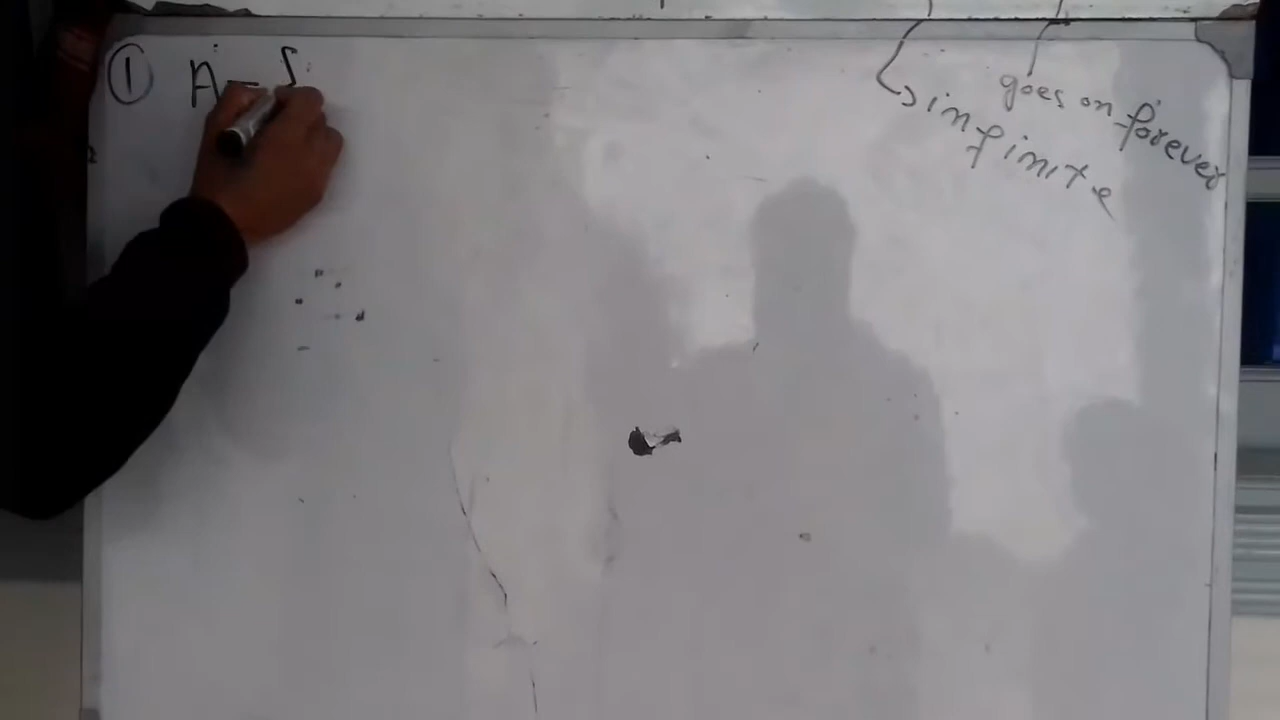 ① A =
goes on forever
infinite